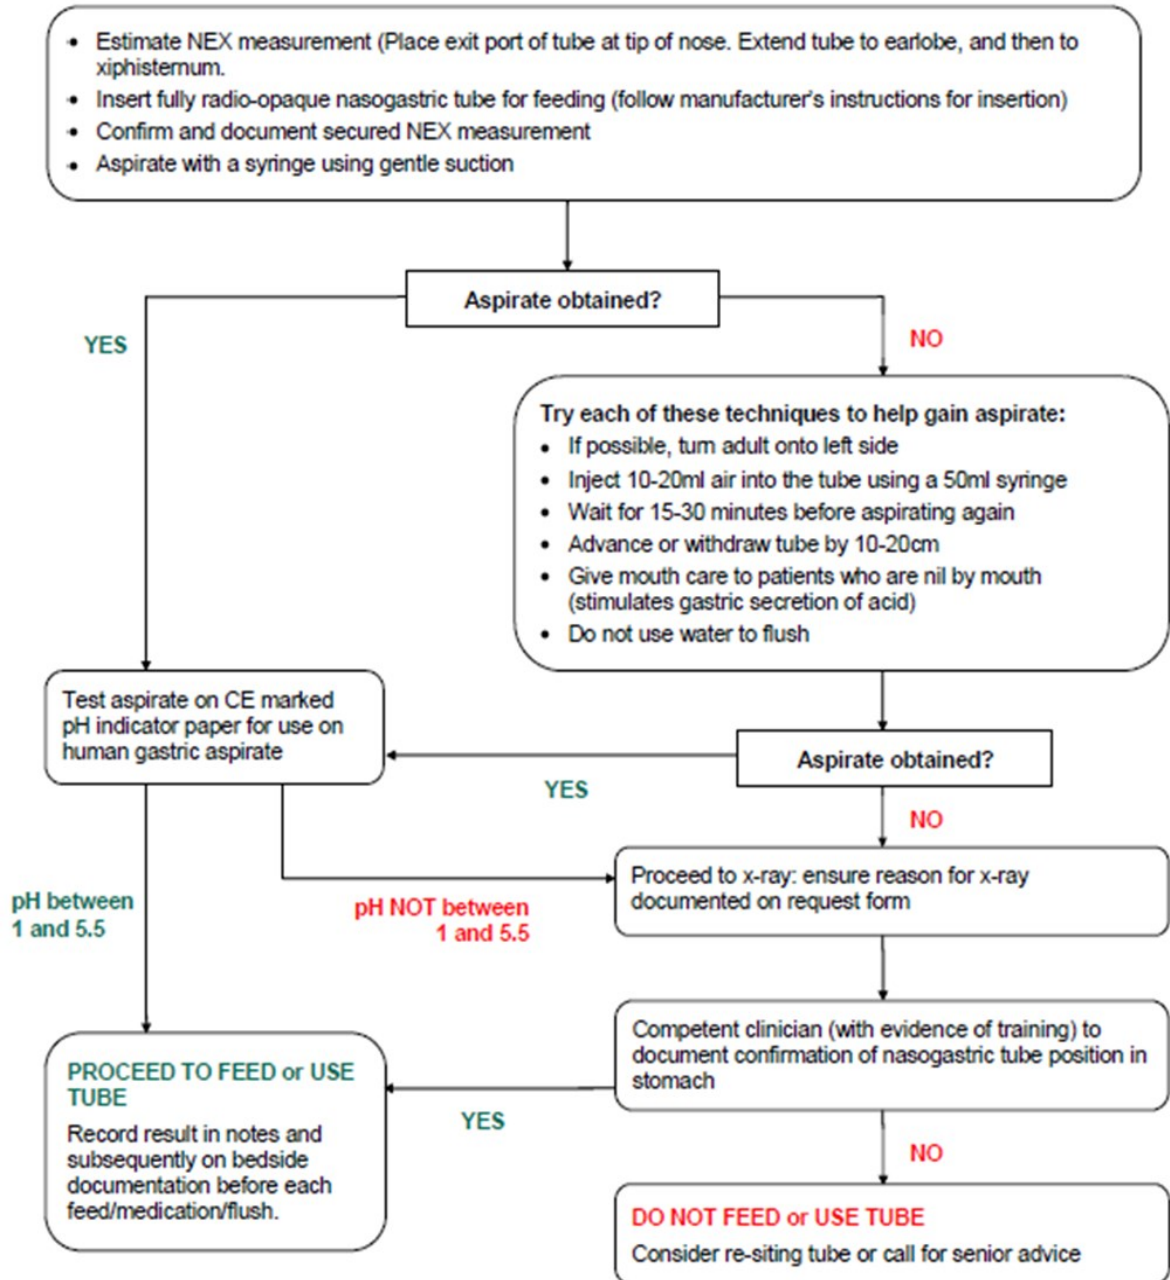 • Estimate NEX measurement (Place exit port of tube at tip of nose. Extend tube to earlobe, and then to
xiphisternum.
• Insert fully radio-opaque nasogastric tube for feeding (follow manufacturer's instructions for insertion)
• Confirm and document secured NEX measurement
• Aspirate with a syringe using gentle suction
Aspirate obtained?
YES
NO
Try each of these techniques to help gain aspirate:
• If possible, turn adult onto left side
• Inject 10-20ml air into the tube using a 50ml syringe
• Wait for 15-30 minutes before aspirating again
• Advance or withdraw tube by 10-20cm
• Give mouth care to patients who are nil by mouth
(stimulates gastric secretion of acid)
• Do not use water to flush
Test aspirate on CE marked
pH indicator paper for use on
human gastric aspirate
Aspirate obtained?
YES
NO
pH between
1 and 5.5
pH NOT between
1 and 5.5
Proceed to x-ray: ensure reason for x-ray
documented on request form
Competent clinician (with evidence of training) to
document confirmation of nasogastric tube position in
stomach
PROCEED TO FEED or USE
TUBE
Record result in notes and
subsequently on bedside
documentation before each
feed/medication/flush.
YES
NO
DO NOT FEED or USE TUBE
Consider re-siting tube or call for senior advice